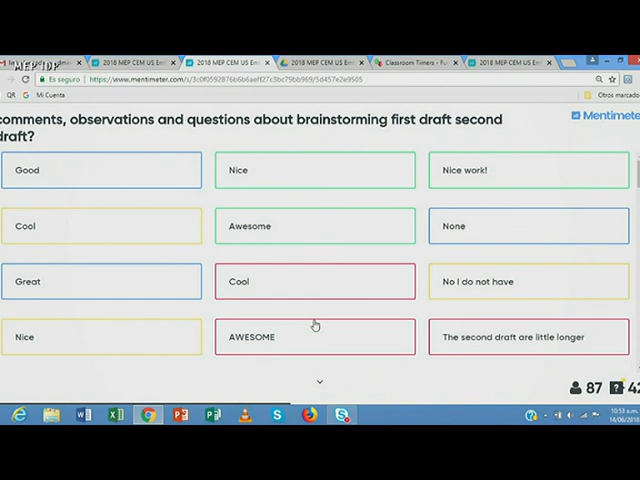 MEP IDP
2018 MEP CEM US Em
2018 MEP CEM US Em
2018 MEP CEM US Em
Classroom Timers - F
2018 MEP CEM US Em
Es seguro
https://www.mentimeter.com/s/3c0f0592876b6b6aeff27c3bc79bb969/5d457e2e9505
QR
Mi Cuenta
Otros marcado
comments, observations and questions about brainstorming first draft second
draft?
Mentimeter
Good
Nice
Nice work!
Cool
Awesome
None
Great
Cool
No I do not have
Nice
AWESOME
The second draft are little longer
87
42
10:53 a.m.
14/06/2018